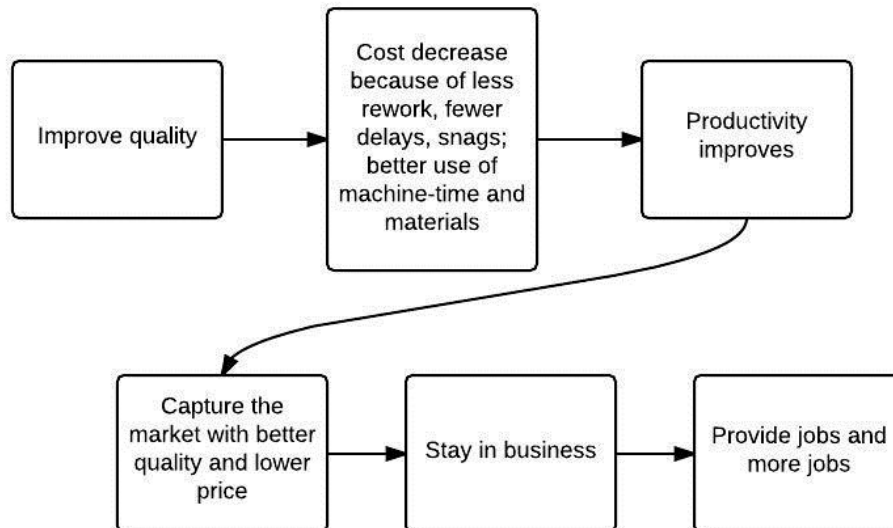 Improve quality
Cost decrease
because of less
rework, fewer
delays, snags;
better use of
machine-time and
materials
Productivity
improves
Capture the
market with better
quality and lower
price
Stay in business
Provide jobs and
more jobs